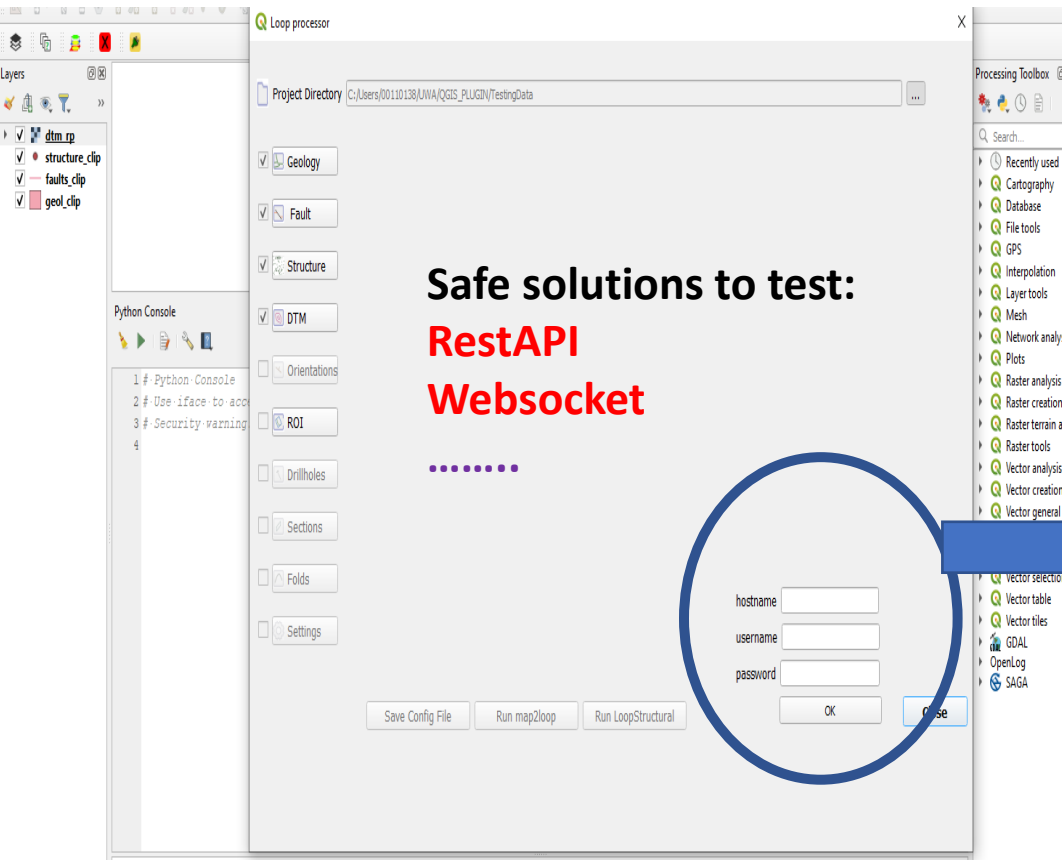 Loop processor
X
Layers
»
dtm_rp
structure_clip
faults_clip
geol_clip
Project Directory C:/Users/00110138/UWA/QGIS_PLUGIN/TestingData ...
Geology
Fault
Structure
DTM
Orientations
ROI
Drillholes
Sections
Folds
Settings
Safe solutions to test:
RestAPI
Websocket
........
Python Console
1 # Python Console
2 # Use iface to acce
3 # Security warning
4
hostname
username
password
OK
Save Config File
Run map2loop
Run LoopStructural
Processing Toolbox
Search...
Recently used
Cartography
Database
File tools
GPS
Interpolation
Layer tools
Mesh
Network analy
Plots
Raster analysis
Raster creation
Raster terrain a
Raster tools
Vector analysis
Vector creation
Vector general
Vector selectio
Vector table
Vector tiles
GDAL
OpenLog
SAGA